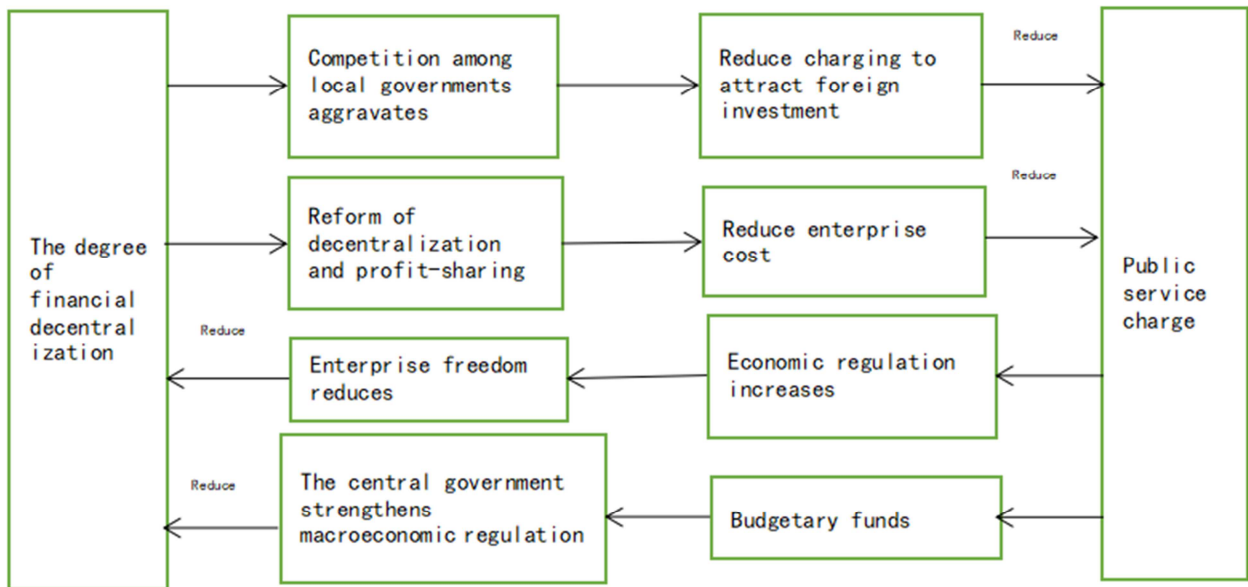 The degree
of
financial
decentral
ization
Competition among
local governments
aggravates
Reduce charging to
attract foreign
investment
Reduce
Reform of
decentralization
and profit-sharing
Reduce enterprise
cost
Reduce
Public
service
charge
Economic regulation
increases
Enterprise freedom
reduces
Reduce
Budgetary funds
The central government
strengthens
macroeconomic regulation
Reduce